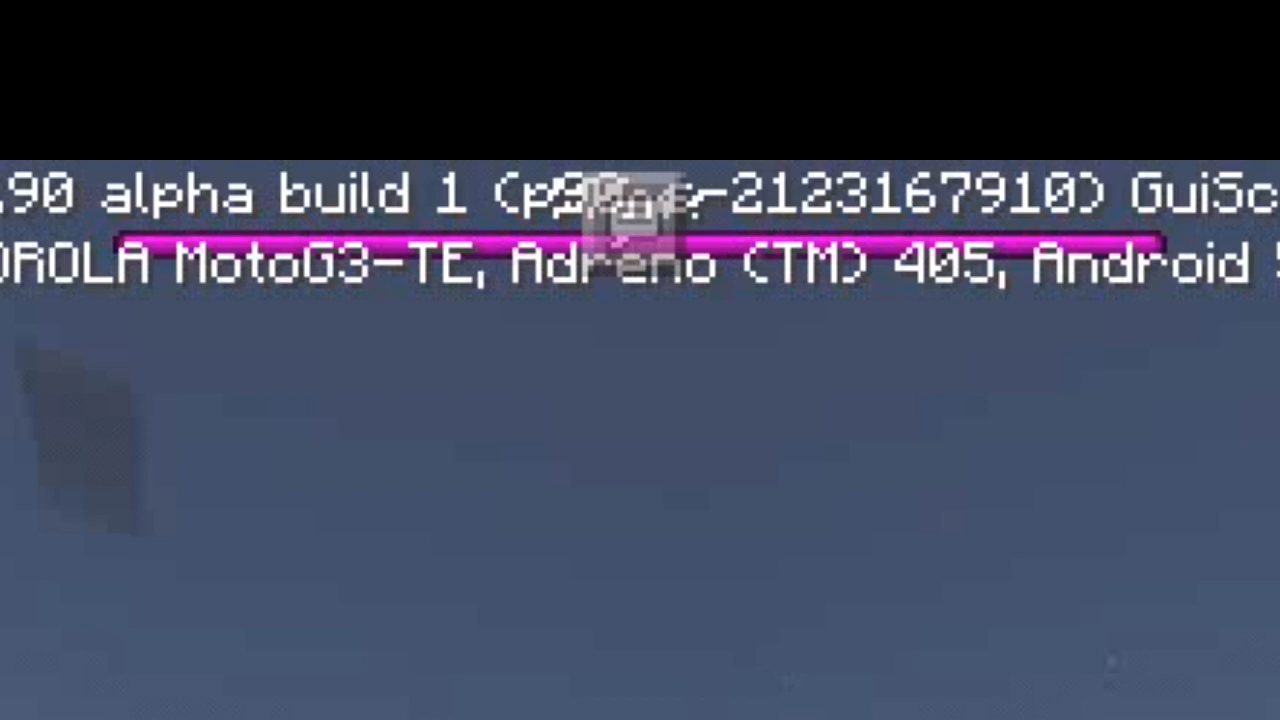 .90 alpha build 1 -2123167910) GuiSc
OROLA MotoG3-TE, Adreno (TM) 405, Android